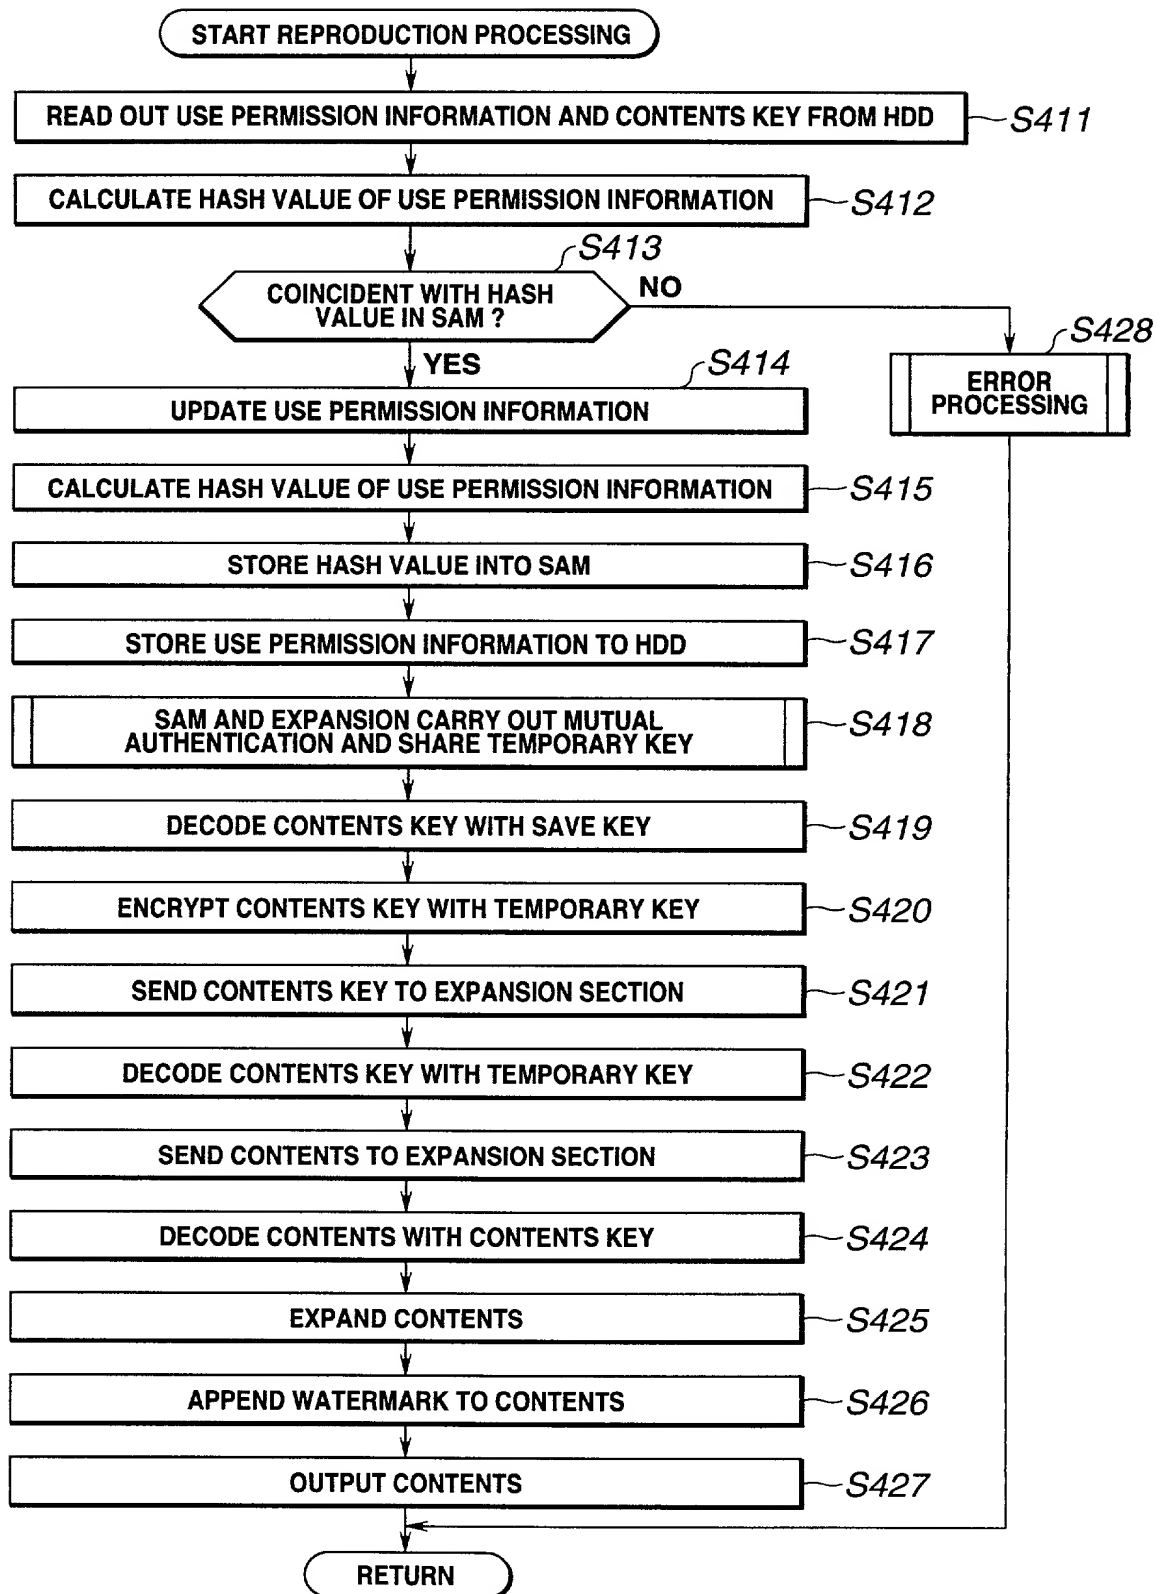 START REPRODUCTION PROCESSING
READ OUT USE PERMISSION INFORMATION AND CONTENTS KEY FROM HDD
S411
CALCULATE HASH VALUE OF USE PERMISSION INFORMATION
S412
S413
COINCIDENT WITH HASH
VALUE IN SAM ?
NO
YES
S428
ERROR
PROCESSING
S414
UPDATE USE PERMISSION INFORMATION
CALCULATE HASH VALUE OF USE PERMISSION INFORMATION
S415
STORE HASH VALUE INTO SAM
S416
STORE USE PERMISSION INFORMATION TO HDD
S417
SAM AND EXPANSION CARRY OUT MUTUAL
AUTHENTICATION AND SHARE TEMPORARY KEY
S418
DECODE CONTENTS KEY WITH SAVE KEY
S419
ENCRYPT CONTENTS KEY WITH TEMPORARY KEY
S420
SEND CONTENTS KEY TO EXPANSION SECTION
S421
DECODE CONTENTS KEY WITH TEMPORARY KEY
S422
SEND CONTENTS TO EXPANSION SECTION
S423
DECODE CONTENTS WITH CONTENTS KEY
S424
EXPAND CONTENTS
S425
APPEND WATERMARK TO CONTENTS
S426
OUTPUT CONTENTS
S427
RETURN